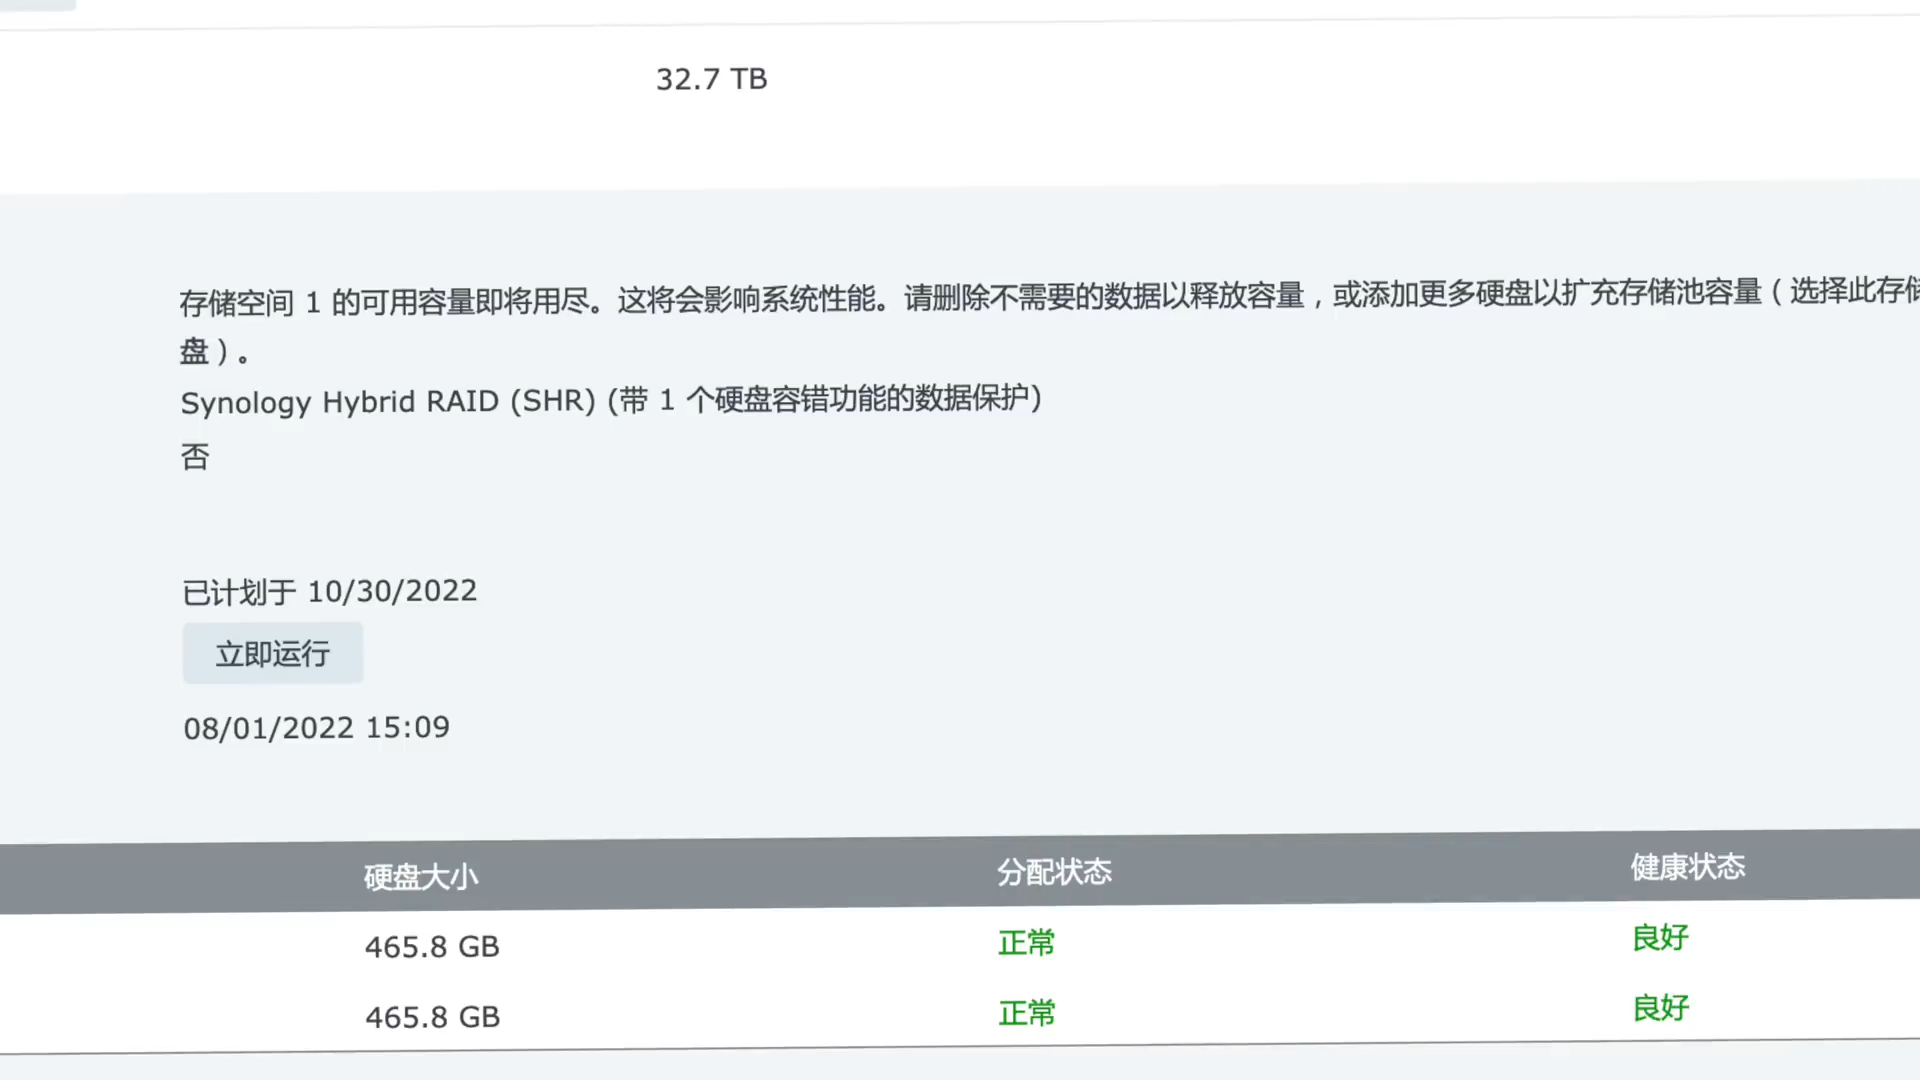 32.7 TB
存储空间 1 的可用容量即将用尽。这将会影响系统性能。请删除不需要的数据以释放容量，或添加更多硬盘以扩充存储池容量（选择此存储
盘）。
Synology Hybrid RAID (SHR) (带 1 个硬盘容错功能的数据保护)
否
已计划于 10/30/2022
立即运行
08/01/2022 15:09
硬盘大小 分配状态 健康状态
465.8 GB 正常 良好
465.8 GB 正常 良好